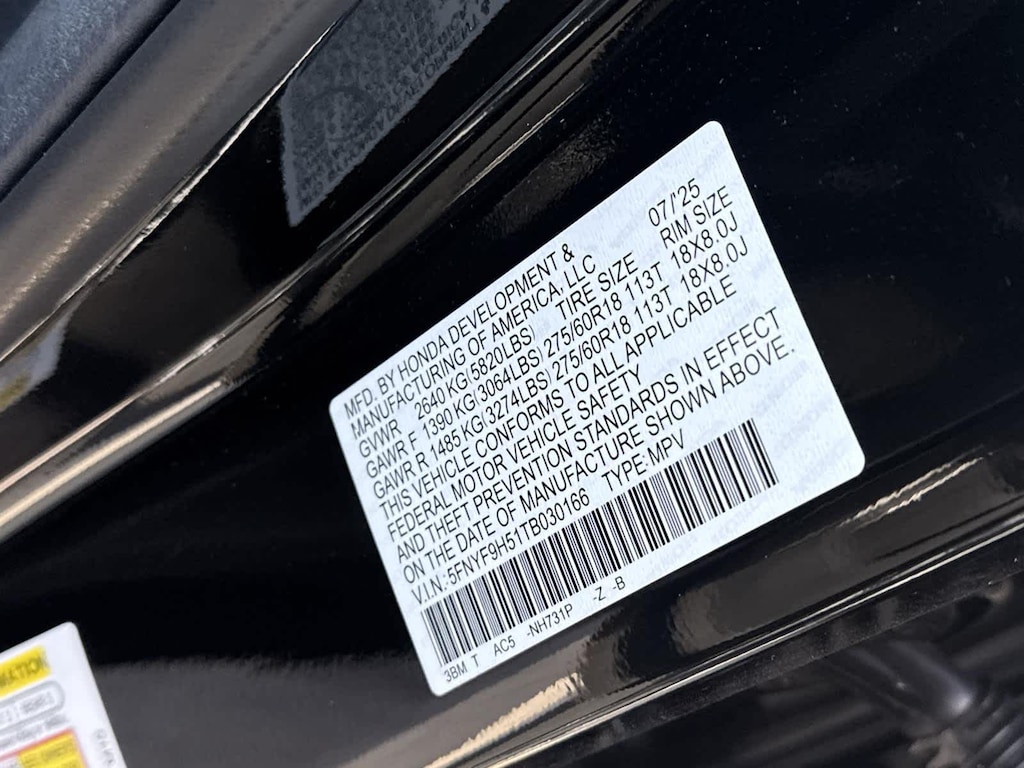 MFD. BY HONDA DEVELOPMENT &
MANUFACTURING OF AMERICA, LLC 07/'25
GVWR 2640 KG(5820LBS) TIRE SIZE RIM SIZE
GAWR F 1390 KG(3064LBS) 275/60R18 113T 18X8.0J
GAWR R 1485 KG(3274LBS) 275/60R18 113T 18X8.0J
THIS VEHICLE CONFORMS TO ALL APPLICABLE
FEDERAL MOTOR VEHICLE SAFETY
AND THEFT PREVENTION STANDARDS IN EFFECT
ON THE DATE OF MANUFACTURE SHOWN ABOVE.
V.I.N.:5FNYF9H51TB030166 TYPE:MPV
3BM T AC5 -NH731P -Z -B